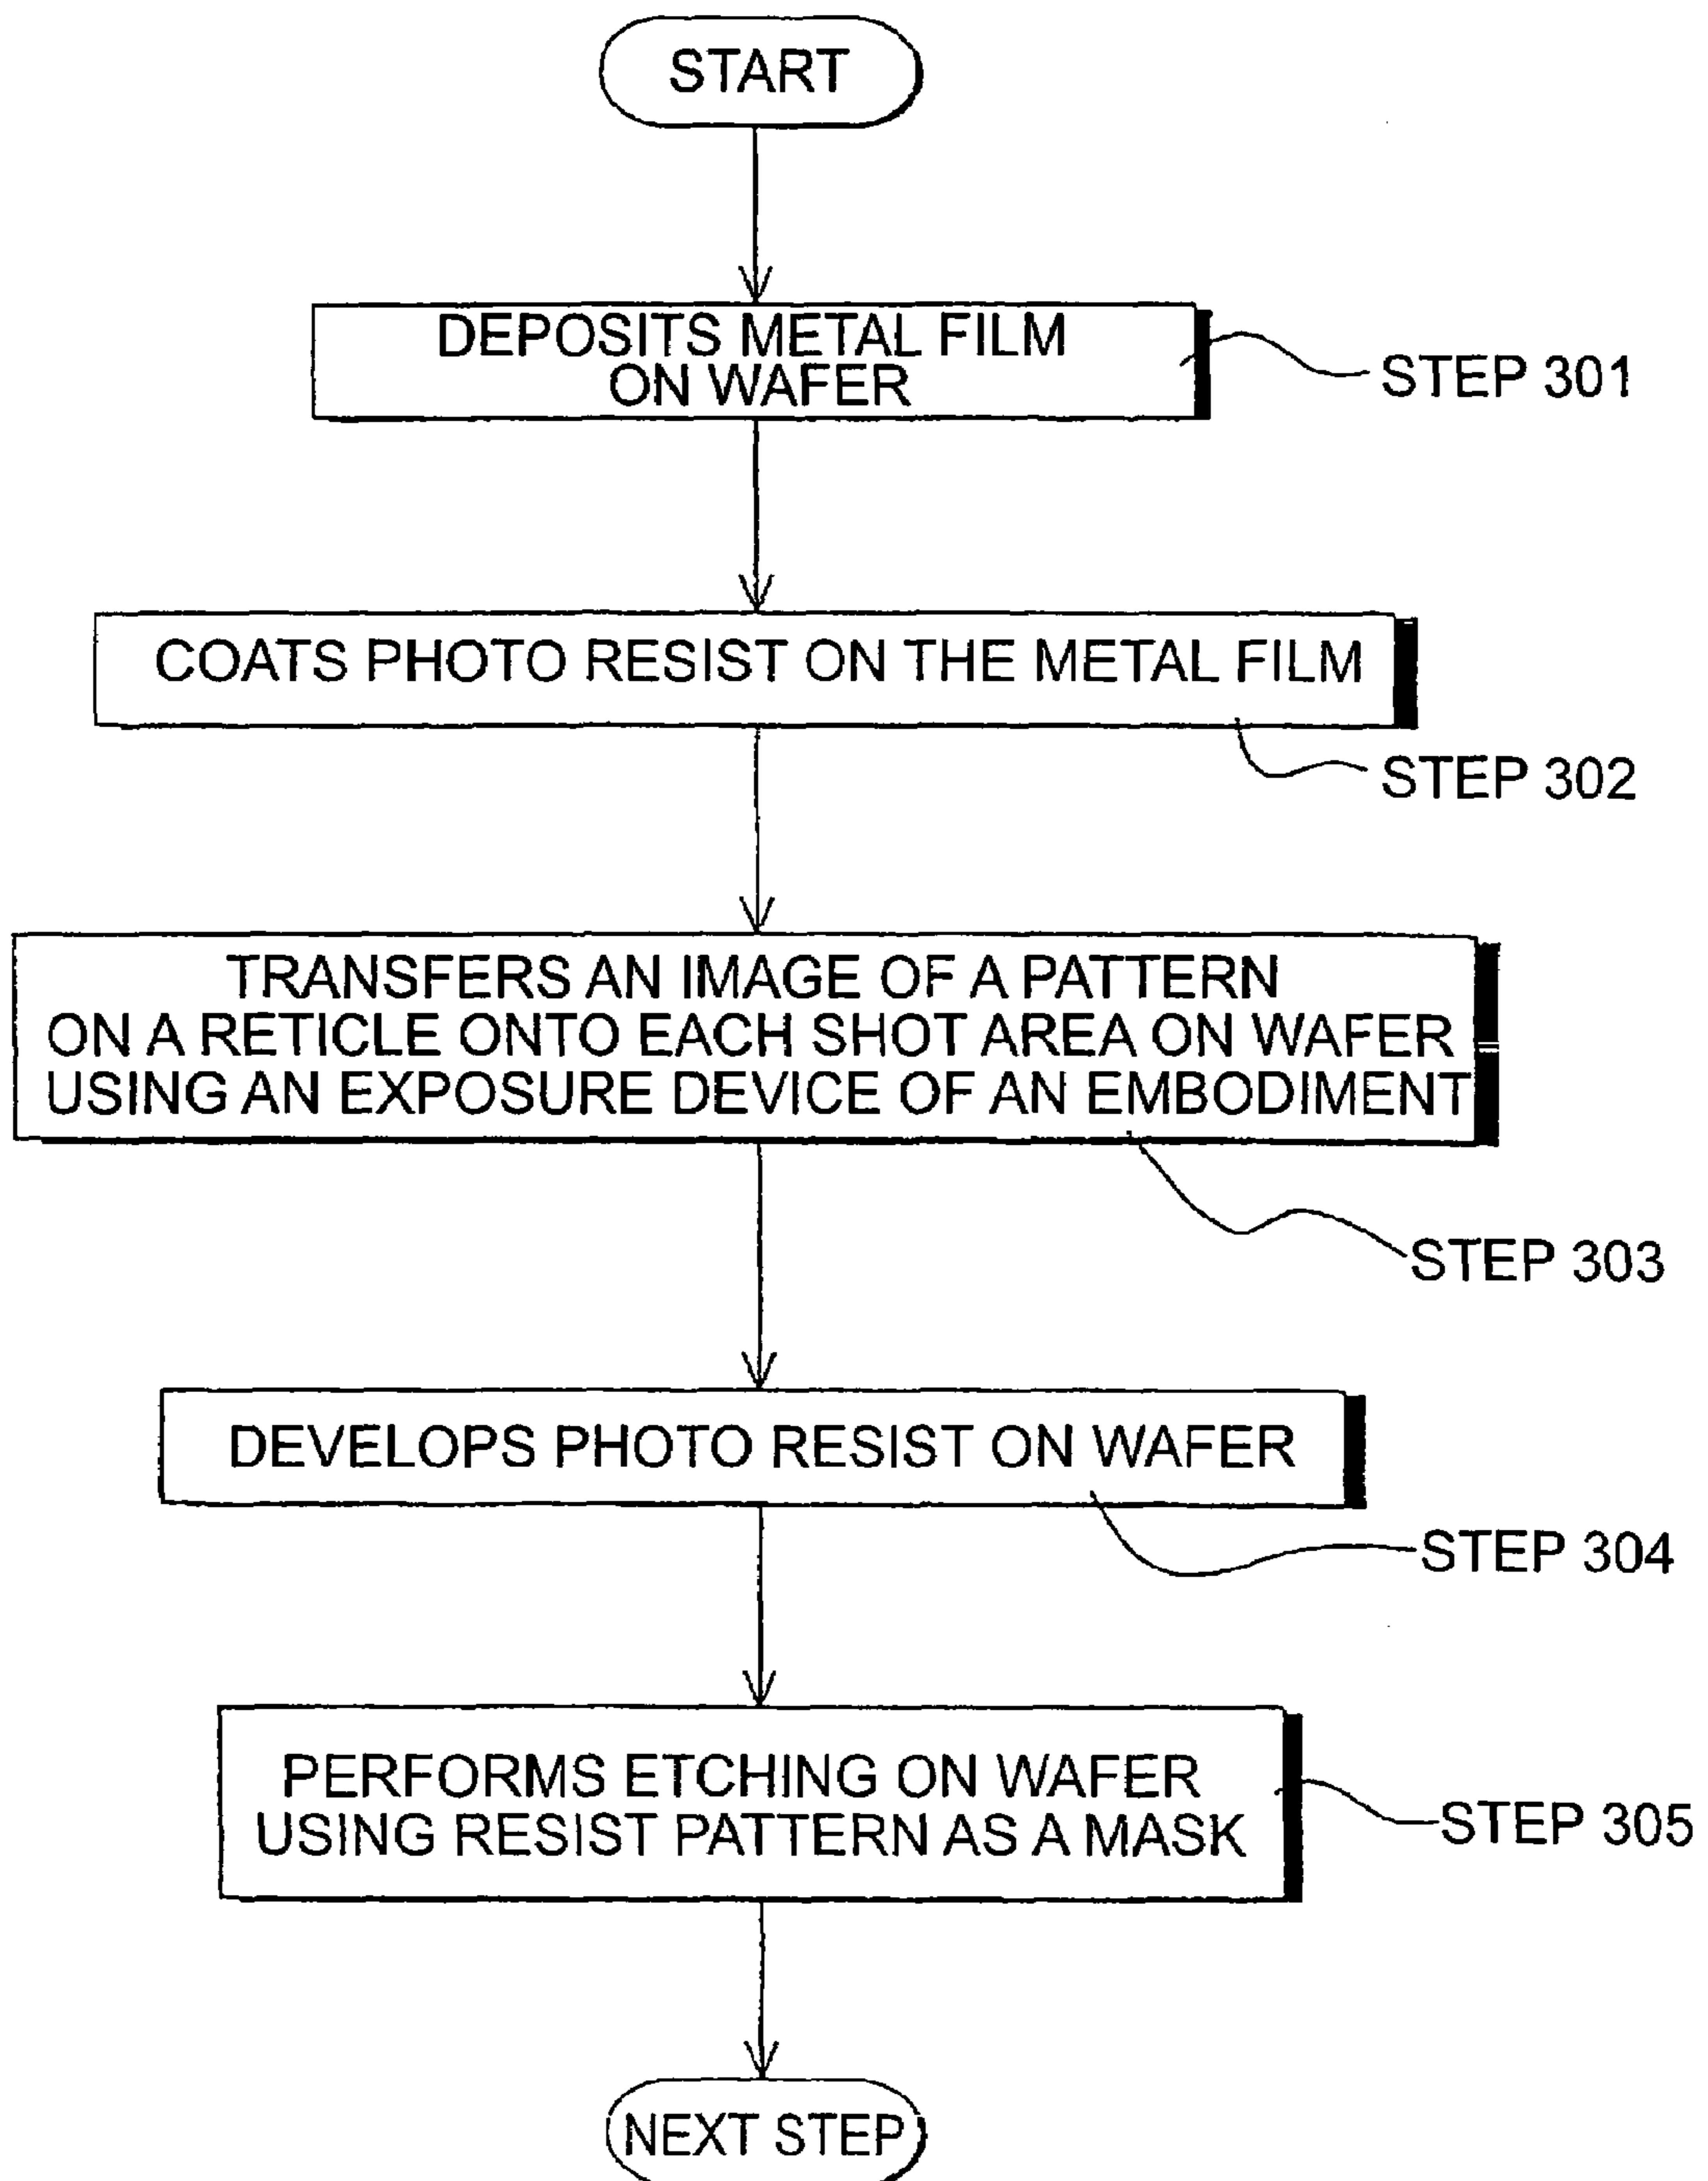 START
DEPOSITS METAL FILM
ON WAFER
STEP 301
COATS PHOTO RESIST ON THE METAL FILM
STEP 302
TRANSFERS AN IMAGE OF A PATTERN
ON A RETICLE ONTO EACH SHOT AREA ON WAFER
USING AN EXPOSURE DEVICE OF AN EMBODIMENT
STEP 303
DEVELOPS PHOTO RESIST ON WAFER
STEP 304
PERFORMS ETCHING ON WAFER
USING RESIST PATTERN AS A MASK
STEP 305
NEXT STEP